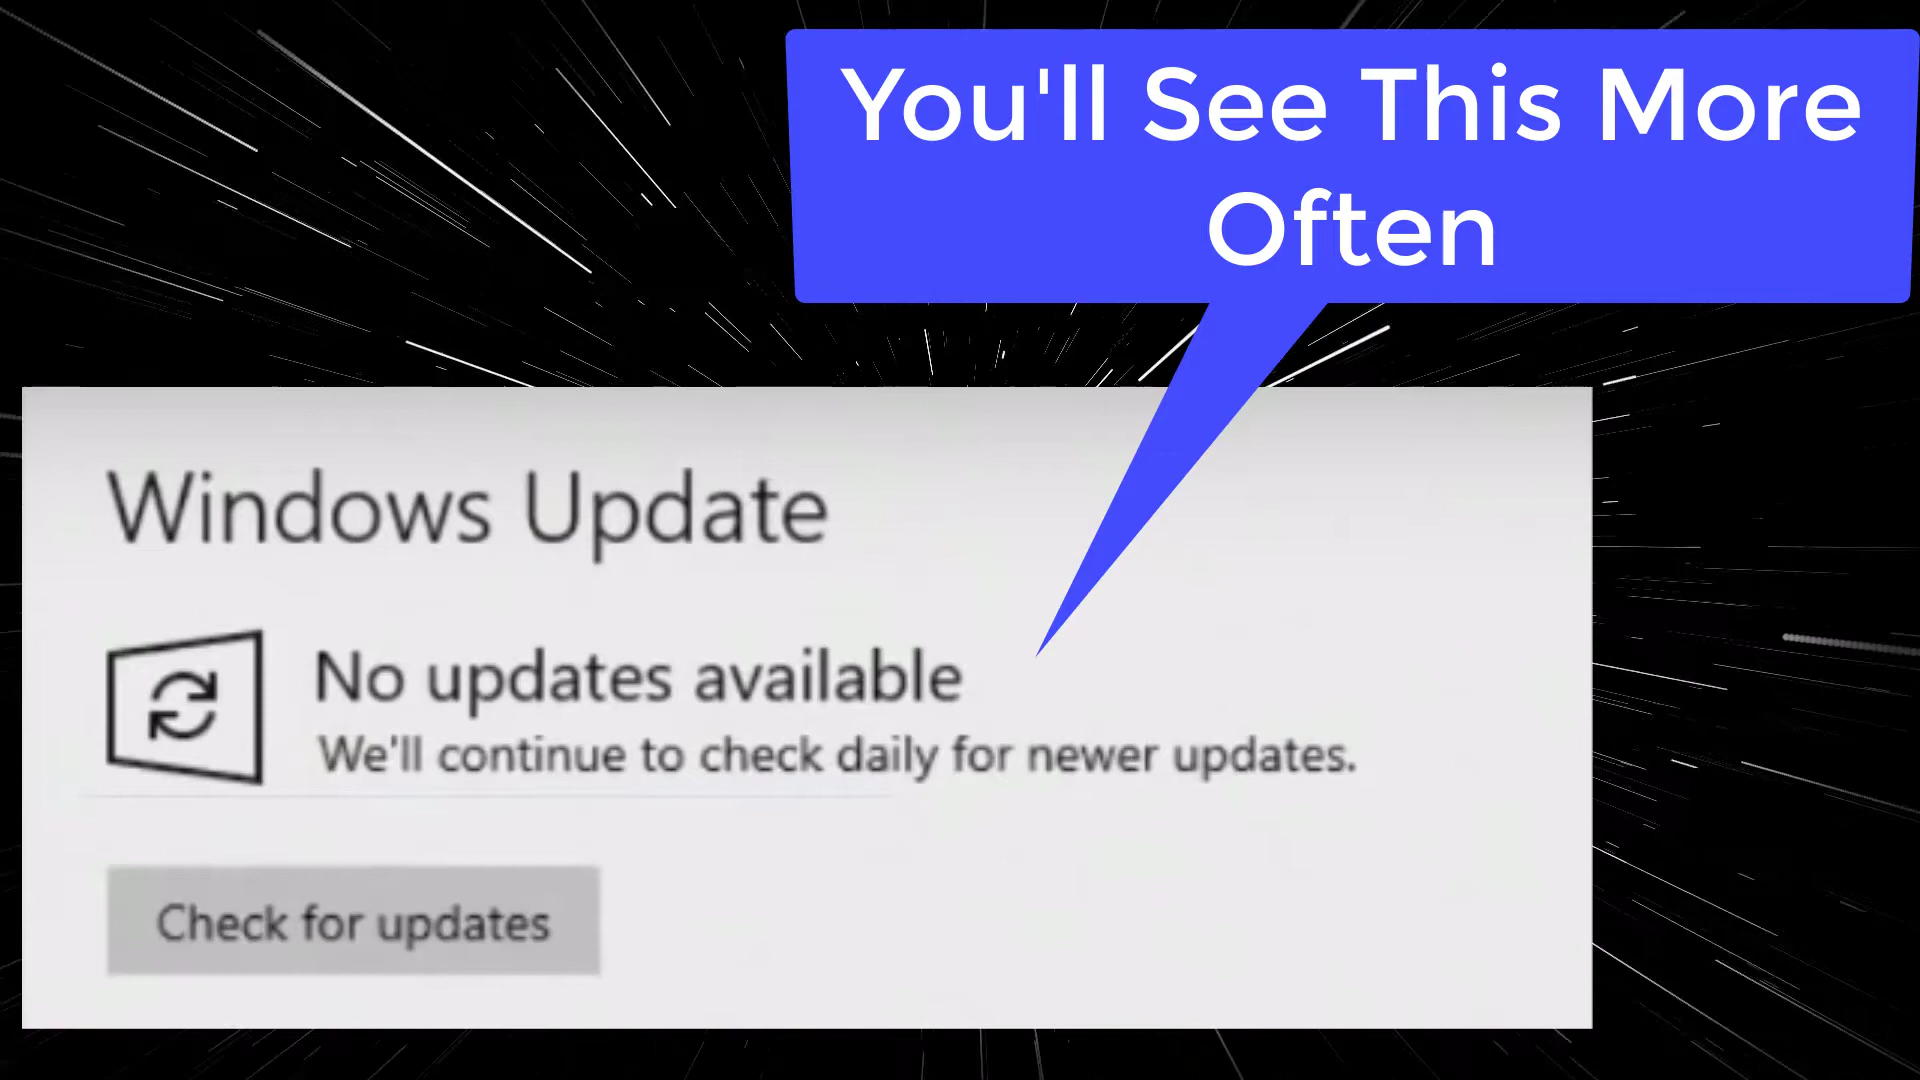 You'll See This More
Often
Windows Update
No updates available
We'll continue to check daily for newer updates.
Check for updates